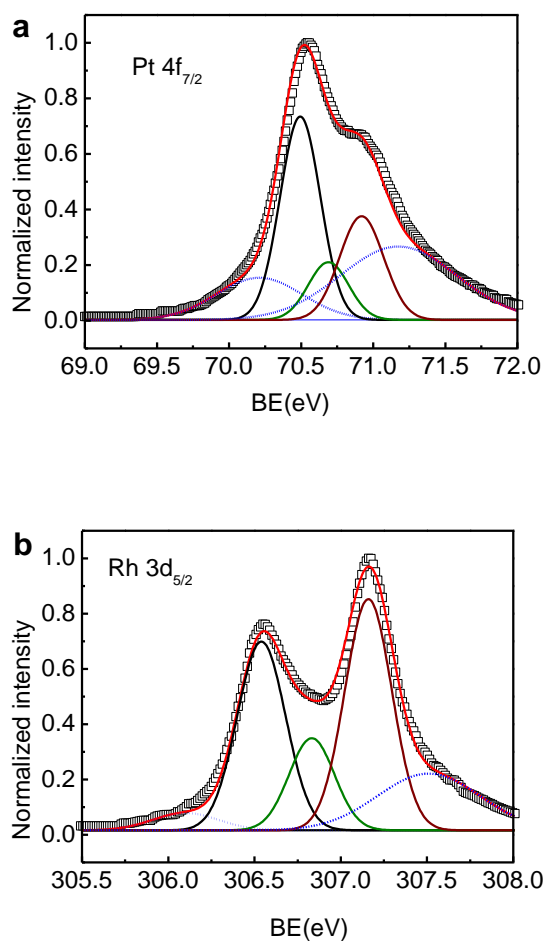 a
Pt 4f7/2
Normalized intensity
1.0
0.8
0.6
0.4
0.2
0.0
69.0 69.5 70.0 70.5 71.0 71.5 72.0
BE(eV)
b
Rh 3d5/2
Normalized intensity
1.0
0.8
0.6
0.4
0.2
0.0
305.5 306.0 306.5 307.0 307.5 308.0
BE(eV)